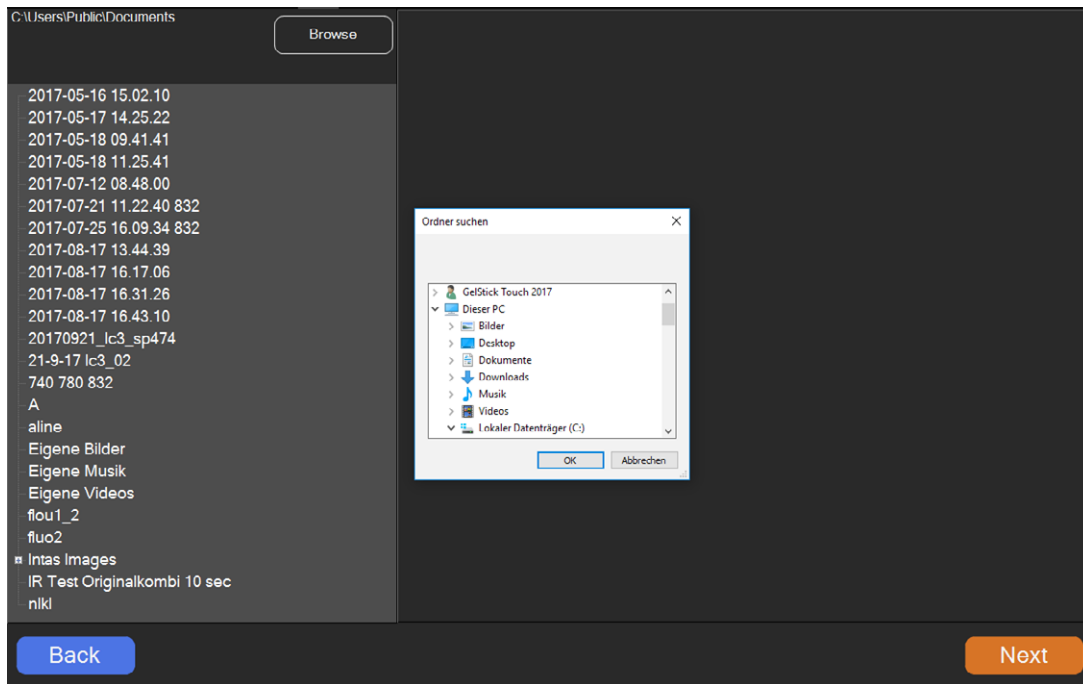 C:\Users\Public\Documents
Browse
2017-05-16 15.02.10
2017-05-17 14.25.22
2017-05-18 09.41.41
2017-05-18 11.25.41
2017-07-12 08.48.00
2017-07-21 11.22.40 832
2017-07-25 16.09.34 832
2017-08-17 13.44.39
2017-08-17 16.17.06
2017-08-17 16.31.26
2017-08-17 16.43.10
20170921_lc3_sp474
21-9-17 lc3_02
740 780 832
A
aline
Eigene Bilder
Eigene Musik
Eigene Videos
flou1_2
fluo2
Intas Images
IR Test Originalkombi 10 sec
nlkl
Ordner suchen
GelStick Touch 2017
Dieser PC
Bilder
Desktop
Dokumente
Downloads
Musik
Videos
Lokaler Datenträger (C:)
OK Abbrechen
Back
Next